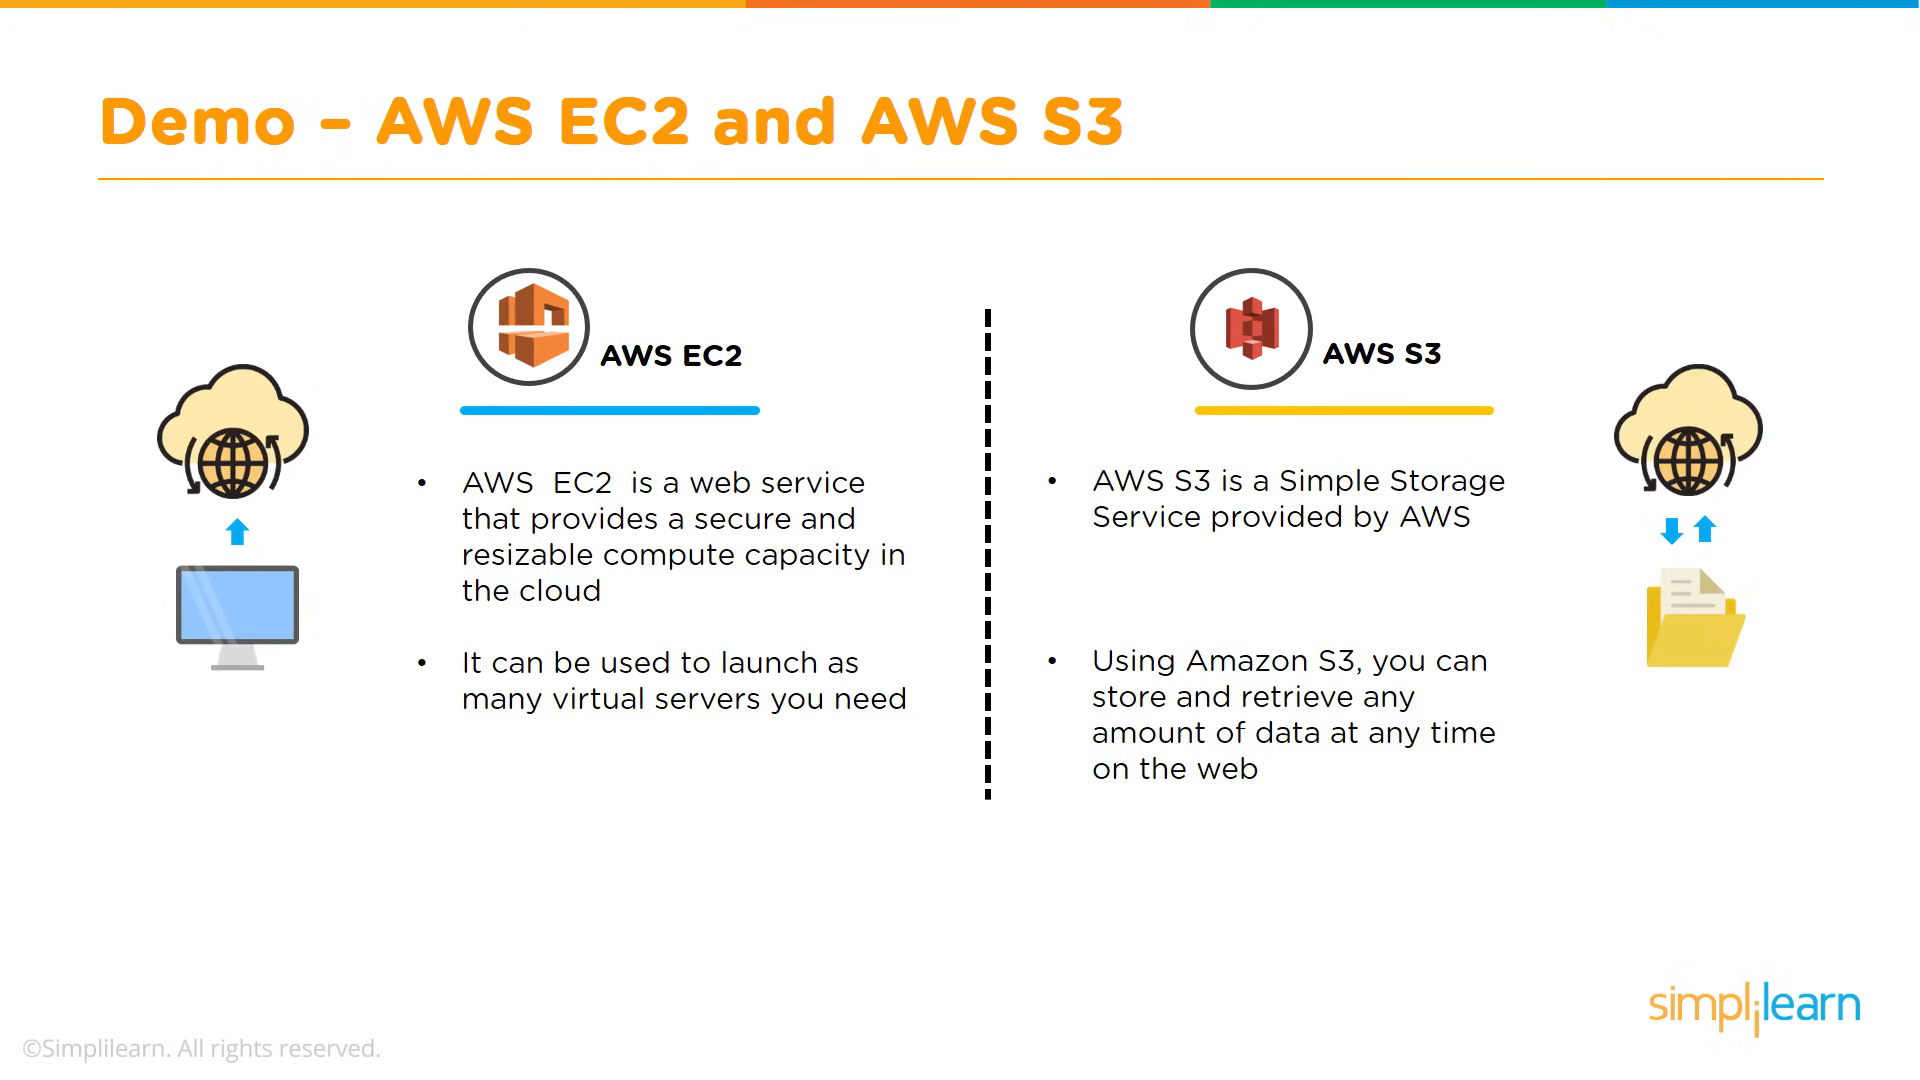 Demo – AWS EC2 and AWS S3
AWS EC2
• AWS  EC2  is a web service
that provides a secure and
resizable compute capacity in
the cloud
• It can be used to launch as
many virtual servers you need
AWS S3
• AWS S3 is a Simple Storage
Service provided by AWS
• Using Amazon S3, you can
store and retrieve any
amount of data at any time
on the web
simplilearn
©Simplilearn. All rights reserved.